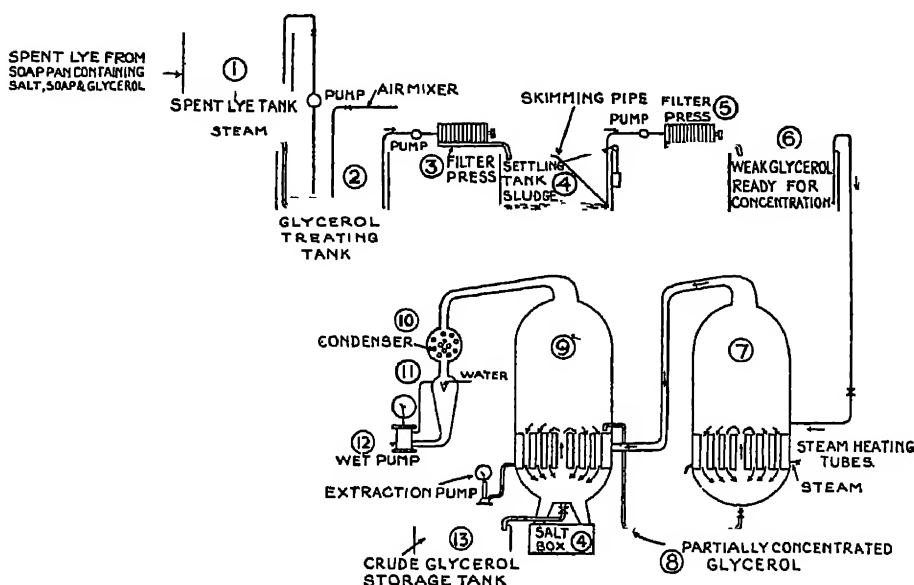 SPENT LYE FROM
SOAP PAN CONTAINING
SALT, SOAP & GLYCEROL
1
SPENT LYE TANK
STEAM
PUMP
AIR MIXER
2
GLYCEROL
TREATING
TANK
PUMP
3
FILTER
PRESS
SKIMMING PIPE
SETTLING
TANK
SLUDGE
4
PUMP
FILTER
PRESS
5
6
WEAK GLYCEROL
READY FOR
CONCENTRATION
10
CONDENSER
11
WATER
12
WET PUMP
EXTRACTION PUMP
9
7
STEAM HEATING
TUBES.
STEAM
13
CRUDE GLYCEROL
STORAGE TANK
SALT
BOX
4
8
PARTIALLY CONCENTRATED
GLYCEROL